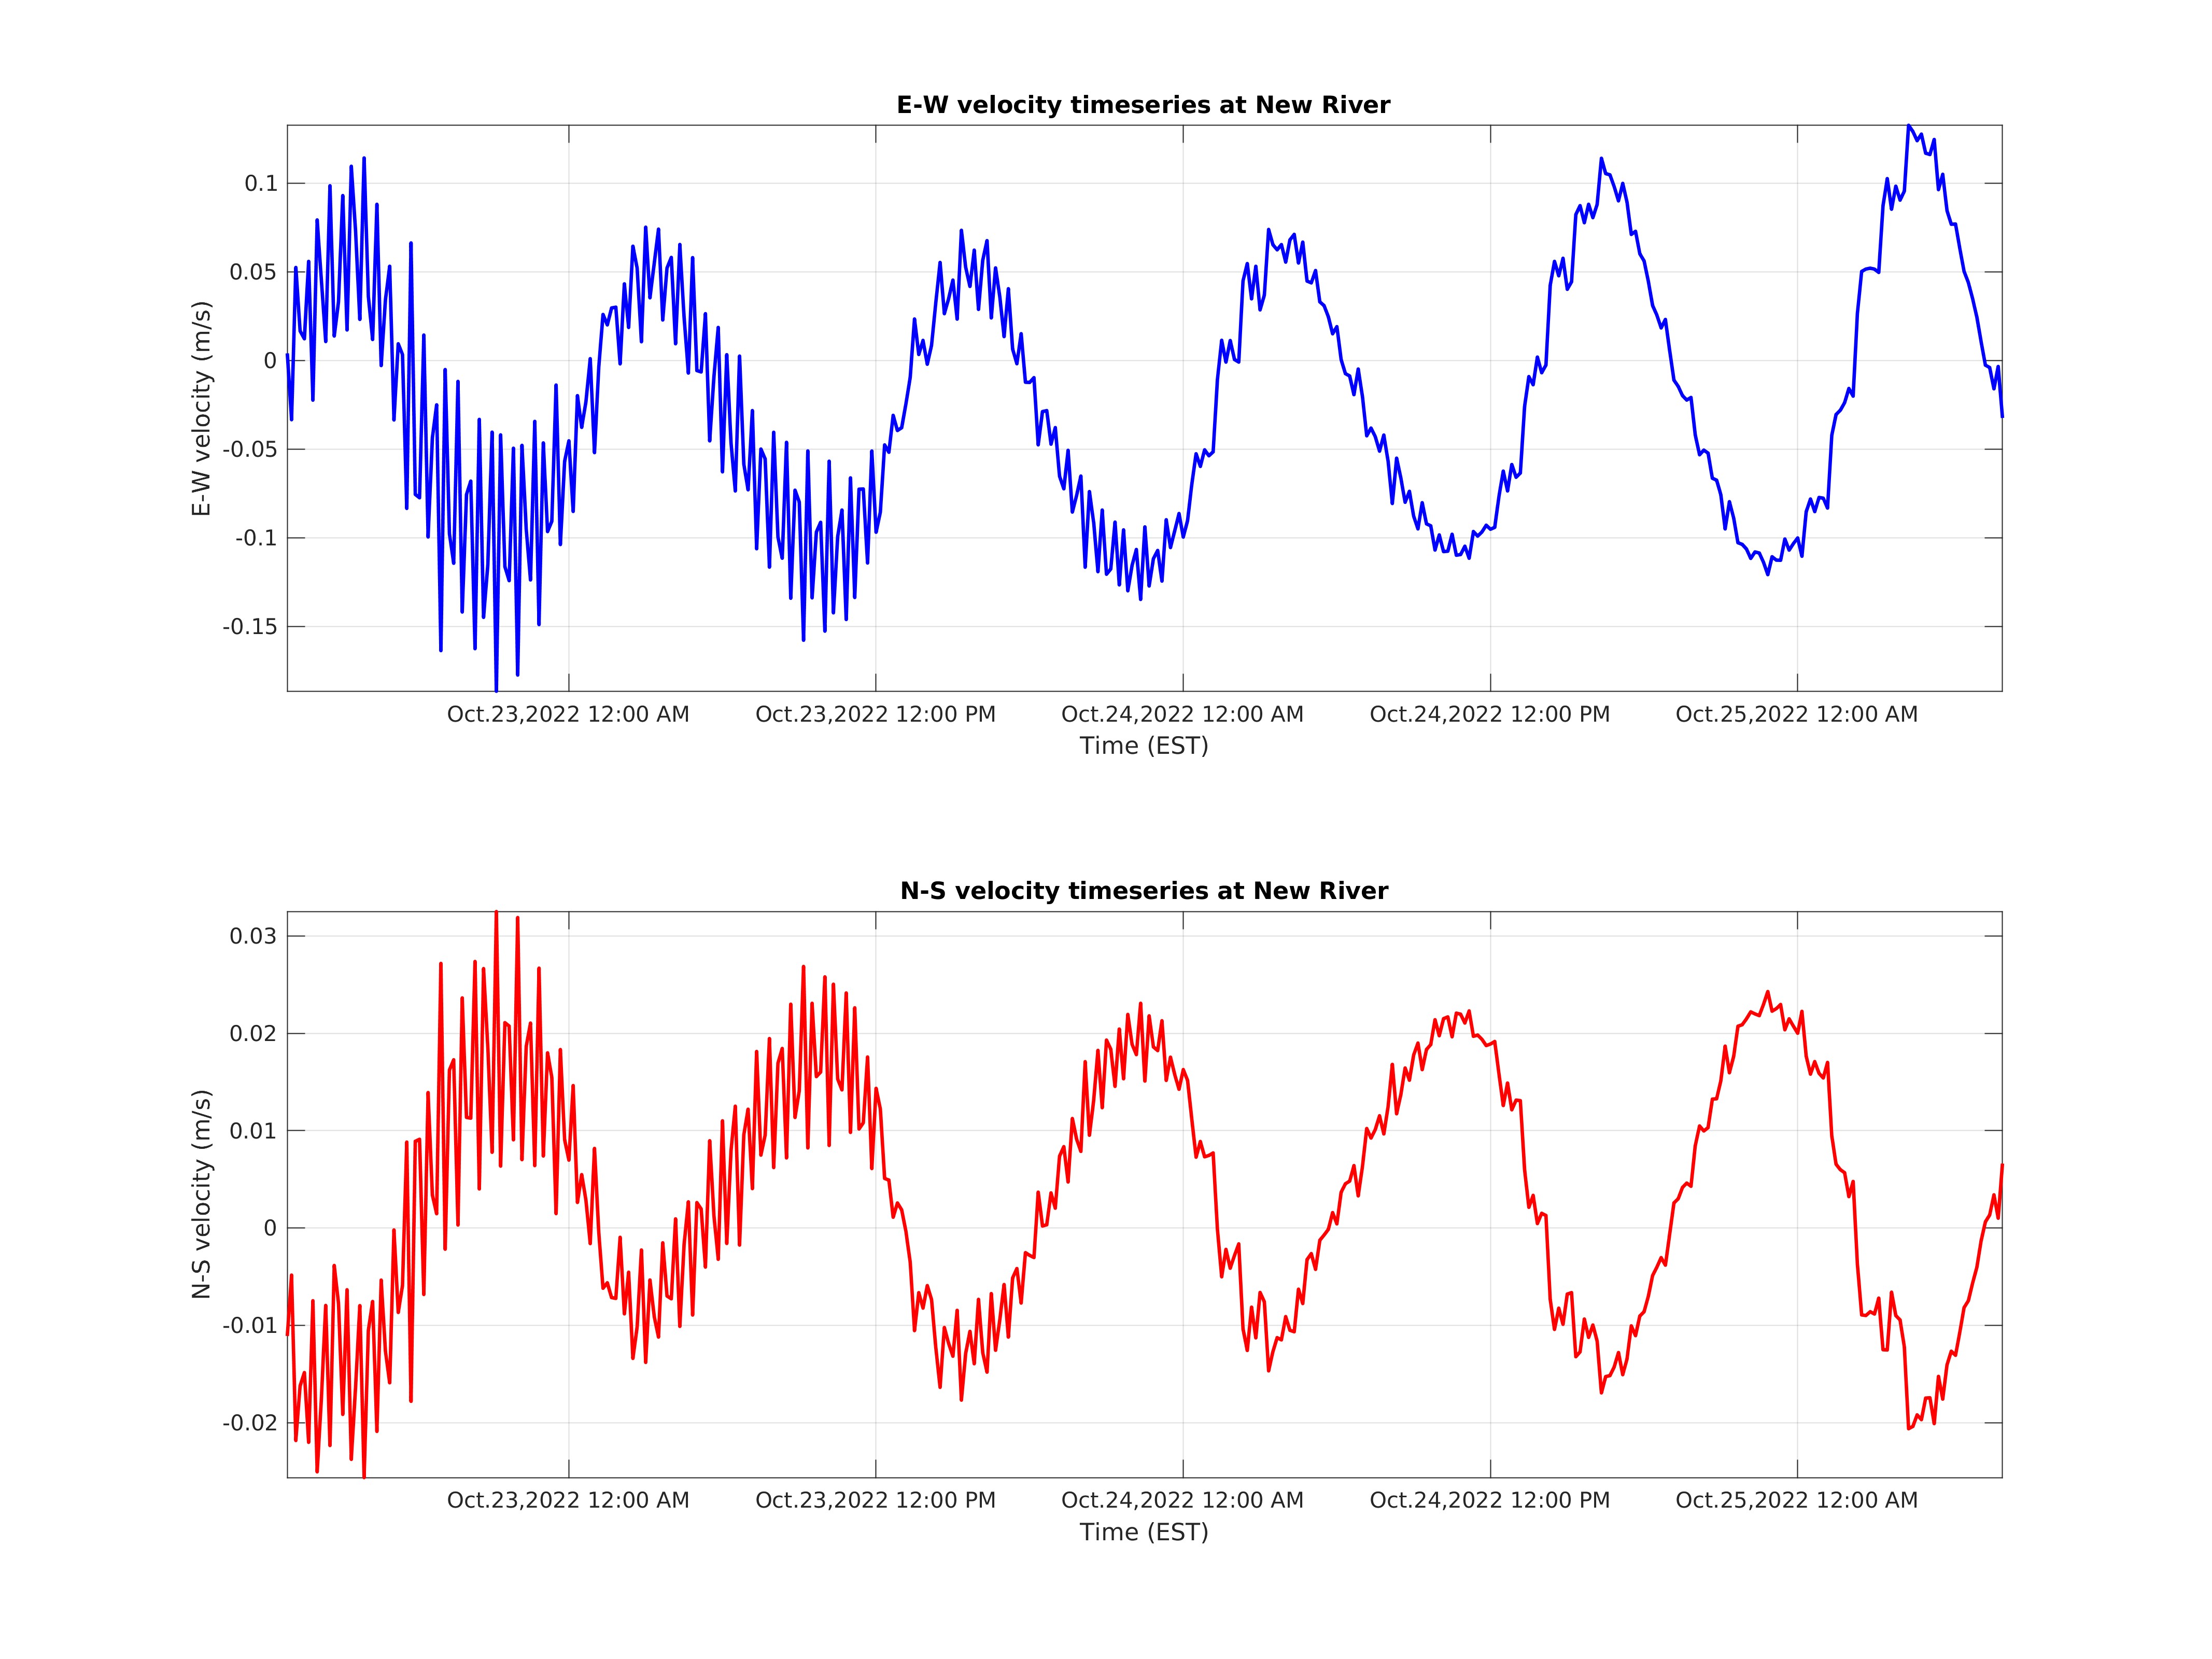 E-W velocity timeseries at New River
E-W velocity (m/s)
0.1
0.05
0
-0.05
-0.1
-0.15
Oct.23,2022 12:00 AM
Oct.23,2022 12:00 PM
Oct.24,2022 12:00 AM
Oct.24,2022 12:00 PM
Oct.25,2022 12:00 AM
Time (EST)
N-S velocity timeseries at New River
N-S velocity (m/s)
0.03
0.02
0.01
0
-0.01
-0.02
Oct.23,2022 12:00 AM
Oct.23,2022 12:00 PM
Oct.24,2022 12:00 AM
Oct.24,2022 12:00 PM
Oct.25,2022 12:00 AM
Time (EST)